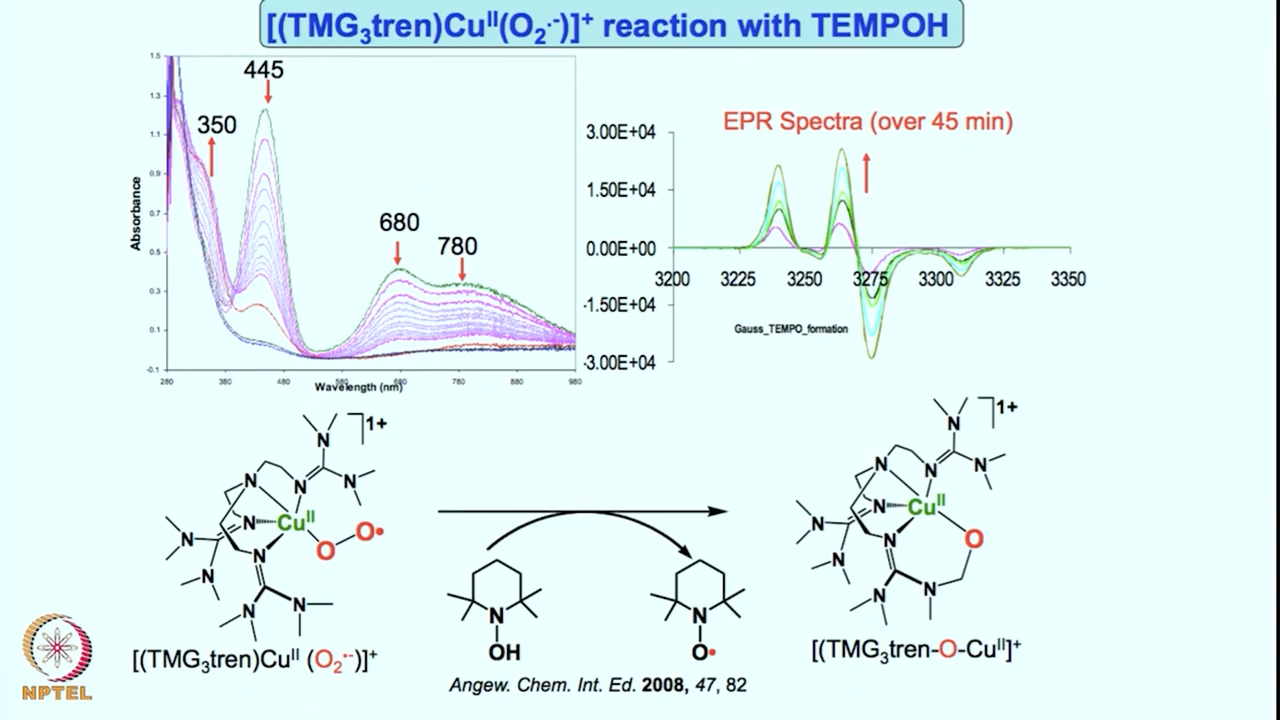 [(TMG₃tren)Cuᴵᴵ(O₂·⁻)]⁺ reaction with TEMPOH
445
350
680
780
1.5
1.3
1.1
0.9
0.7
0.5
0.3
0.1
-0.1
Absorbance
280 380 480 580 680 780 880 980
Wavelength (nm)
EPR Spectra (over 45 min)
3.00E+04
1.50E+04
0.00E+00
-1.50E+04
-3.00E+04
3200 3225 3250 3275 3300 3325 3350
Gauss_TEMPO_formation
1+
N
N
N
N
N
Cuᴵᴵ
O
O•
N
N
N
N
N
[(TMG₃tren)Cuᴵᴵ (O₂·⁻)]⁺
N
OH
N
O•
1+
N
N
N
N
N
Cuᴵᴵ
O
N
N
N
N
N
[(TMG₃tren-O-Cuᴵᴵ]⁺
Angew. Chem. Int. Ed. 2008, 47, 82
NPTEL